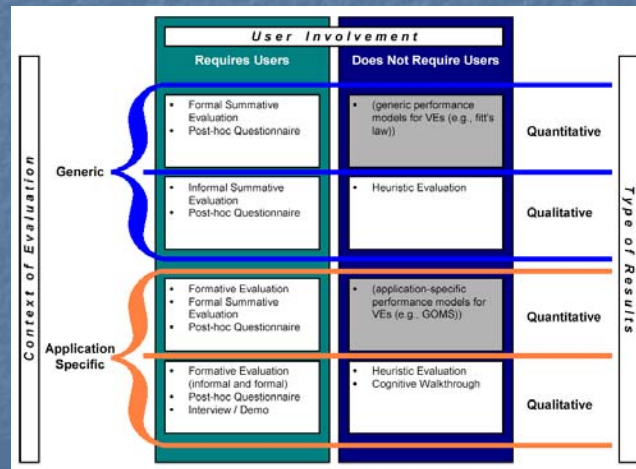 User Involvement
Requires Users
Does Not Require Users
Context of Evaluation
Generic
• Formal Summative
Evaluation
• Post-hoc Questionnaire
• (generic performance
models for VEs (e.g., fitt's
law))
Quantitative
• Informal Summative
Evaluation
• Post-hoc Questionnaire
• Heuristic Evaluation
Qualitative
Application
Specific
• Formative Evaluation
• Formal Summative
Evaluation
• Post-hoc Questionnaire
• (application-specific
performance models for
VEs (e.g., GOMS))
Quantitative
• Formative Evaluation
(informal and formal)
• Post-hoc Questionnaire
• Interview / Demo
• Heuristic Evaluation
• Cognitive Walkthrough
Qualitative
Type of Results